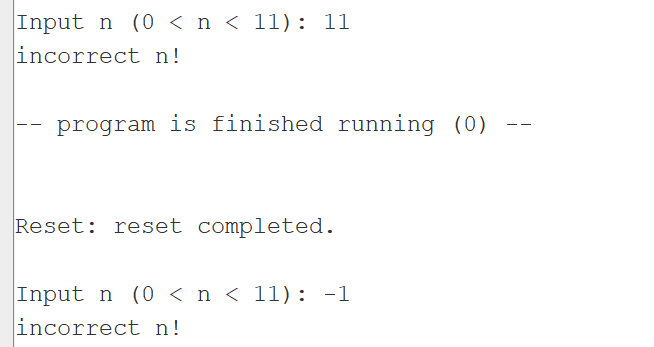 Input n (0 < n < 11): 11
incorrect n!
-- program is finished running (0) --
Reset: reset completed.
Input n (0 < n < 11): -1
incorrect n!